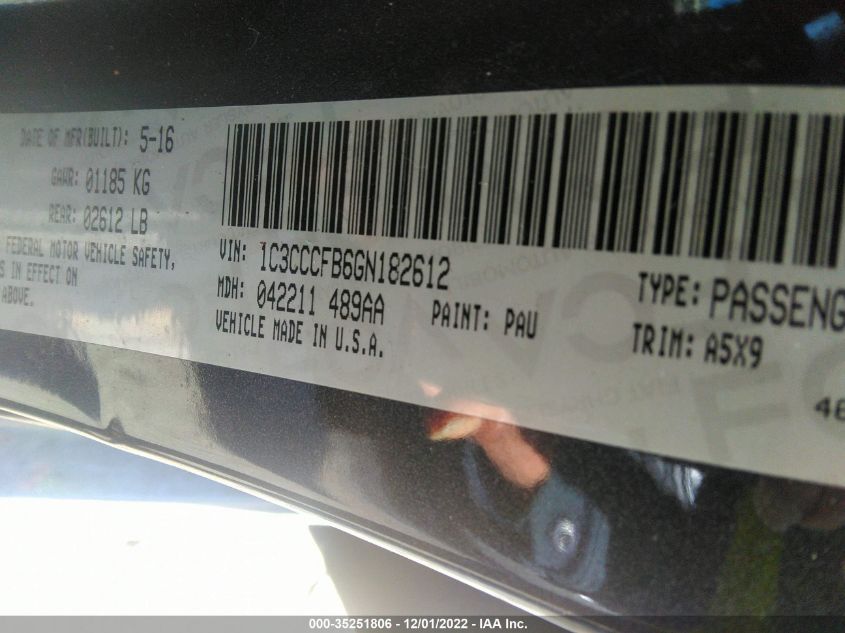 DATE OF MFR(BUILT): 5-16
GAWR: 01185 KG
REAR: 02612 LB
FEDERAL MOTOR VEHICLE SAFETY,
S IN EFFECT ON
ABOVE.
VIN: 1C3CCCFB6GN182612
MDH: 042211 489AA
PAINT: PAU
VEHICLE MADE IN U.S.A.
TYPE: PASSENG
TRIM: A5X9
000-35251806 - 12/01/2022 - IAA Inc.